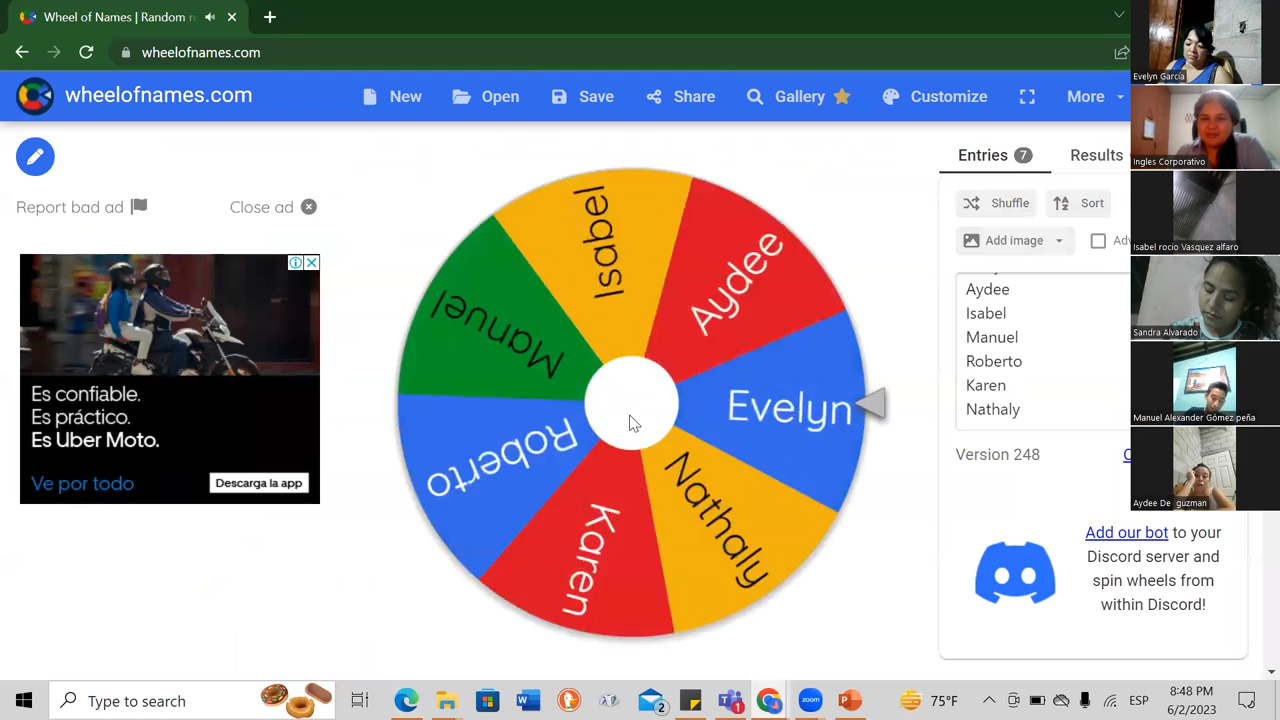 Wheel of Names | Random n
wheelofnames.com
wheelofnames.com
New
Open
Save
Share
Gallery
Customize
More
Report bad ad
Close ad
Es confiable.
Es práctico.
Es Uber Moto.
Ve por todo
Descarga la app
Isabel
Aydee
Evelyn
Nathaly
Karen
Roberto
Manuel
Entries 7
Results
Shuffle
Sort
Add image
Aydee
Isabel
Manuel
Roberto
Karen
Nathaly
Version 248
Add our bot to your
Discord server and
spin wheels from
within Discord!
Evelyn García
Ingles Corporativo
Isabel rocio Vasquez alfaro
Sandra Alvarado
Manuel Alexander Gómez peña
Aydee De guzman
Type to search
2
1
zoom
75°F
ESP
8:48 PM
6/2/2023